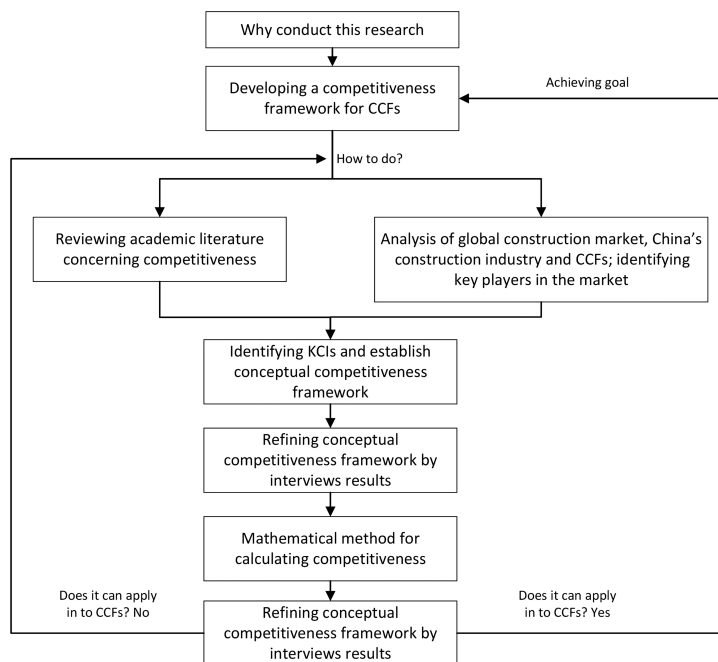 Why conduct this research
Developing a competitiveness
framework for CCFs
Achieving goal
How to do?
Reviewing academic literature
concerning competitiveness
Analysis of global construction market, China's
construction industry and CCFs; identifying
key players in the market
Identifying KCIs and establish
conceptual competitiveness
framework
Refining conceptual
competitiveness framework by
interviews results
Mathematical method for
calculating competitiveness
Does it can apply
in to CCFs? No
Does it can apply
in to CCFs? Yes
Refining conceptual
competitiveness framework by
interviews results